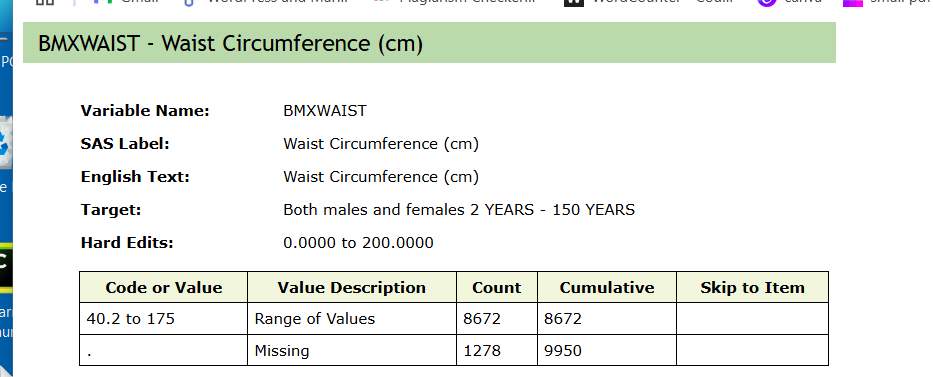 BMXWAIST - Waist Circumference (cm)
Variable Name: BMXWAIST
SAS Label: Waist Circumference (cm)
English Text: Waist Circumference (cm)
Target: Both males and females 2 YEARS - 150 YEARS
Hard Edits: 0.0000 to 200.0000
Code or Value Value Description Count Cumulative Skip to Item
40.2 to 175 Range of Values 8672 8672
. Missing 1278 9950